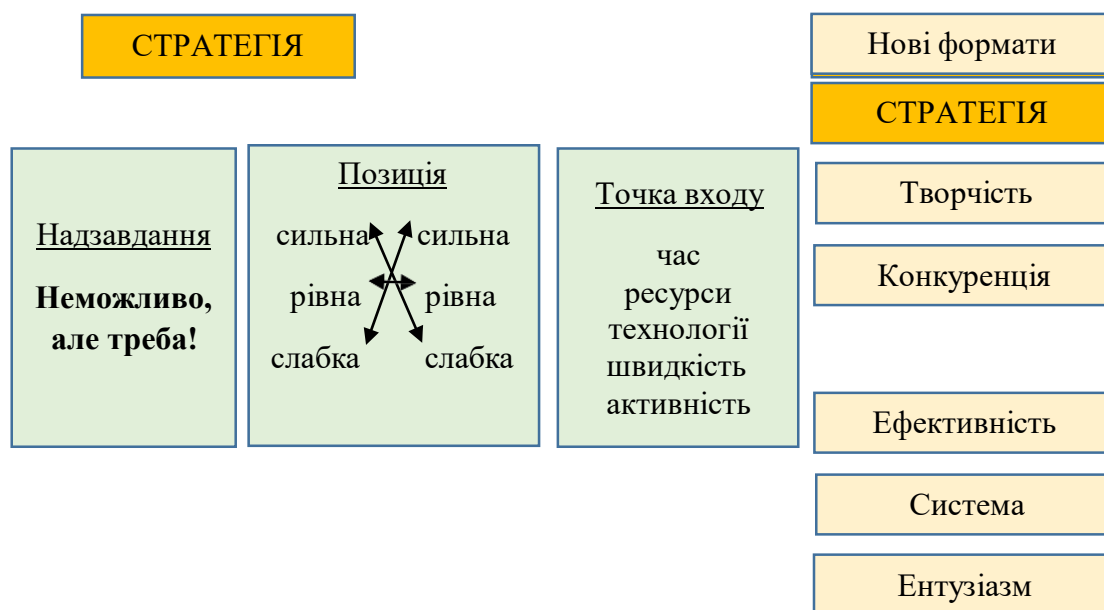 СТРАТЕГІЯ
Надзавдання
Неможливо,
але треба!
Позиція
сильна сильна
рівна рівна
слабка слабка
Точка входу
час
ресурси
технології
швидкість
активність
Нові формати
СТРАТЕГІЯ
Творчість
Конкуренція
Ефективність
Система
Ентузіазм